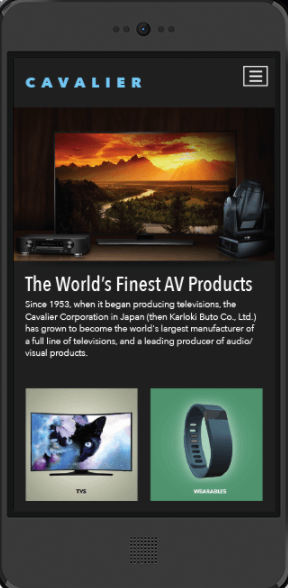 CAVALIER
The World's Finest AV Products
Since 1953, when it began producing televisions, the
Cavalier Corporation in Japan (then Karloki Buto Co., Ltd.)
has grown to become the world's largest manufacturer of
a full line of televisions, and a leading producer of audio/
visual products.
TVS
WEARABLES